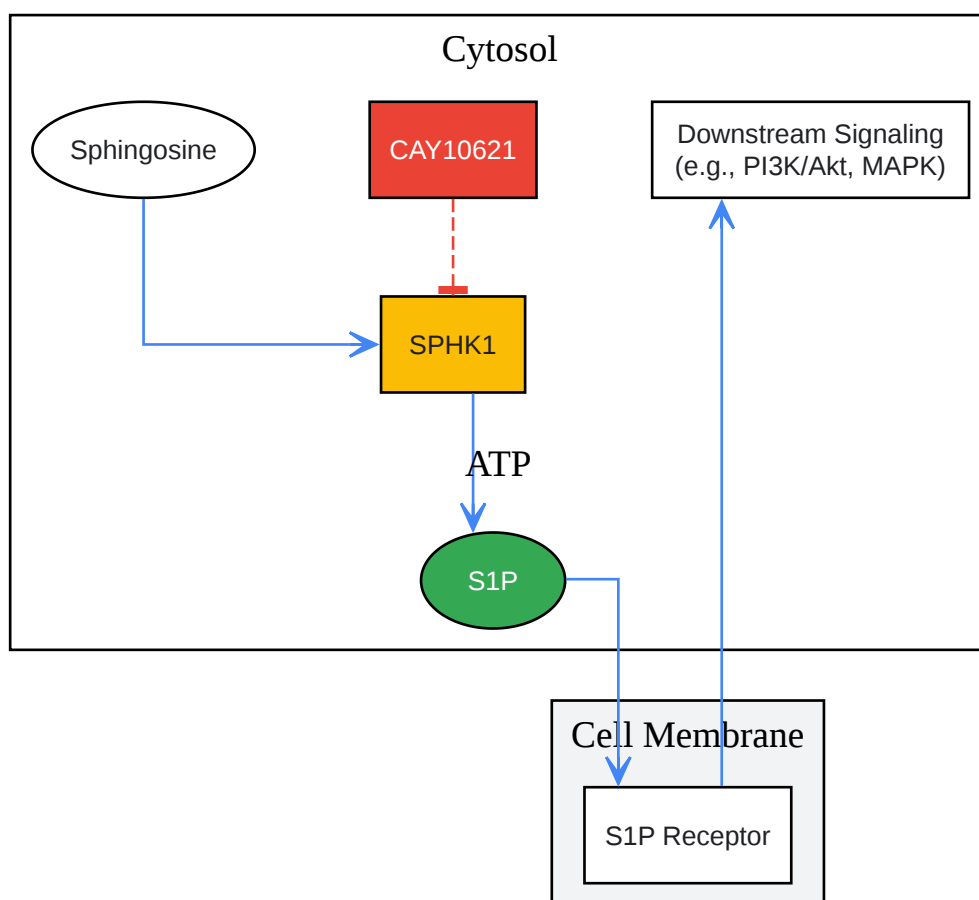 Cytosol
Sphingosine
CAY10621
Downstream Signaling
(e.g., PI3K/Akt, MAPK)
SPHK1
ATP
S1P
Cell Membrane
S1P Receptor